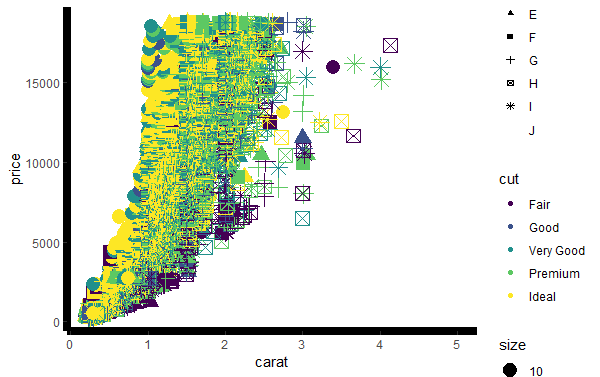 E
F
G
H
I
J
15000
10000
5000
0
price
0 1 2 3 4 5
carat
cut
Fair
Good
Very Good
Premium
Ideal
size
10